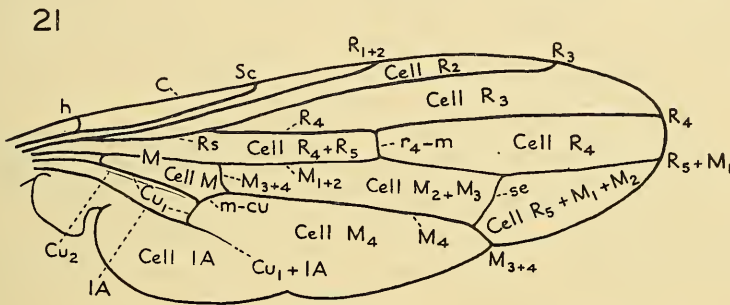 21
R1+2
R3
Sc
Cell R2
C
h
Cell R3
R4
R4
Rs
Cell R4+R5
r4-m
Cell R4
M
R5+M1
Cell M
M3+4
M1+2
Cell M2+M3
se
Cell R5+M1+M2
Cu1
m-cu
Cu2
Cell 1A
Cell M4
M4
1A
Cu1+1A
M3+4